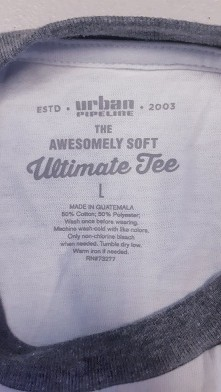 ESTD • urban • 2003
PIPELINE
THE
AWESOMELY SOFT
Ultimate Tee
L
MADE IN GUATEMALA
50% Cotton; 50% Polyester;
Wash once before wearing.
Machine wash cold with like colors.
Only non-chlorine bleach
when needed. Tumble dry low.
Warm iron if needed.
RN#73277